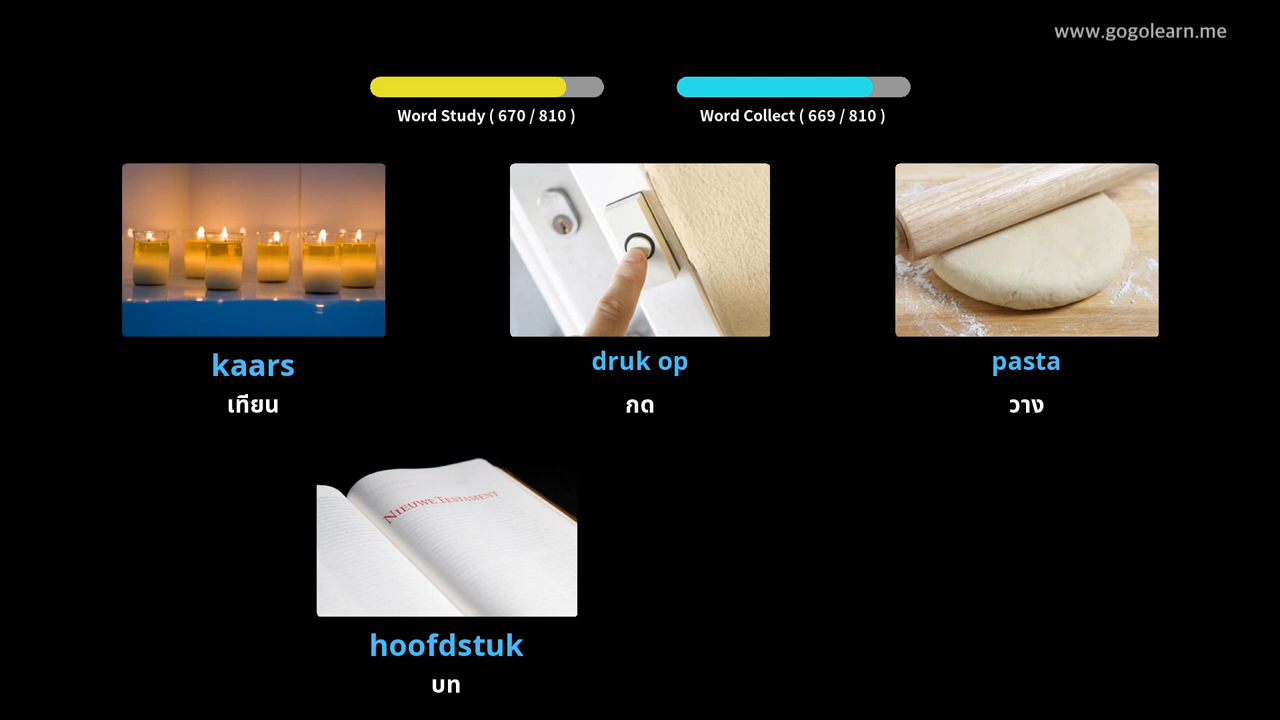 www.gogolearn.me
Word Study ( 670 / 810 )
Word Collect ( 669 / 810 )
kaars
เทียน
druk op
กด
pasta
วาง
NIEUWE TESTAMENT
hoofdstuk
บท